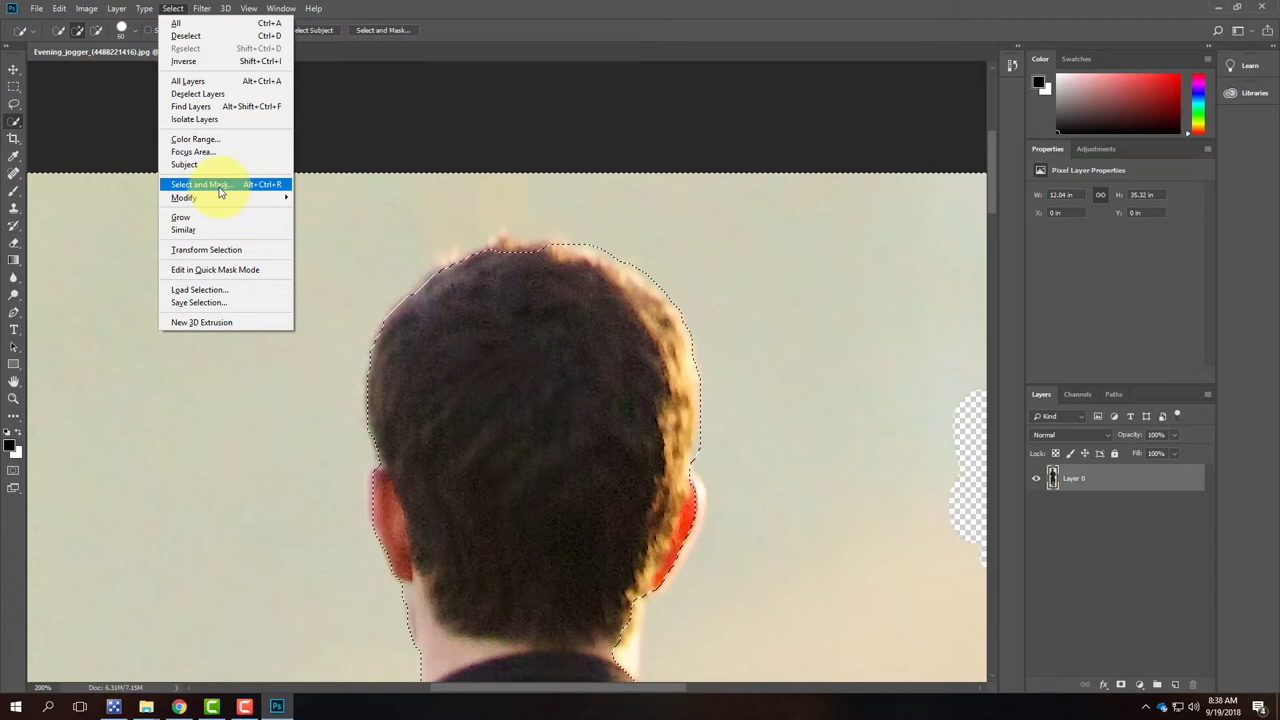 Ps File Edit Image Layer Type Select Filter 3D View Window Help
60 Select Subject Select and Mask...
Evening_jogger_(4488221416).jpg @
All Ctrl+A
Deselect Ctrl+D
Reselect Shift+Ctrl+D
Inverse Shift+Ctrl+I
All Layers Alt+Ctrl+A
Deselect Layers
Find Layers Alt+Shift+Ctrl+F
Isolate Layers
Color Range...
Focus Area...
Subject
Select and Mask... Alt+Ctrl+R
Modify
Grow
Similar
Transform Selection
Edit in Quick Mask Mode
Load Selection...
Save Selection...
New 3D Extrusion
Color Swatches
Learn
Libraries
Properties Adjustments
Pixel Layer Properties
W: 12.04 in H: 35.32 in
X: 0 in Y: 0 in
Layers Channels Paths
Kind
Normal Opacity: 100%
Lock: Fill: 100%
Layer 0
200% Doc: 6.31M/7.15M
Ps
8:38 AM
9/19/2018